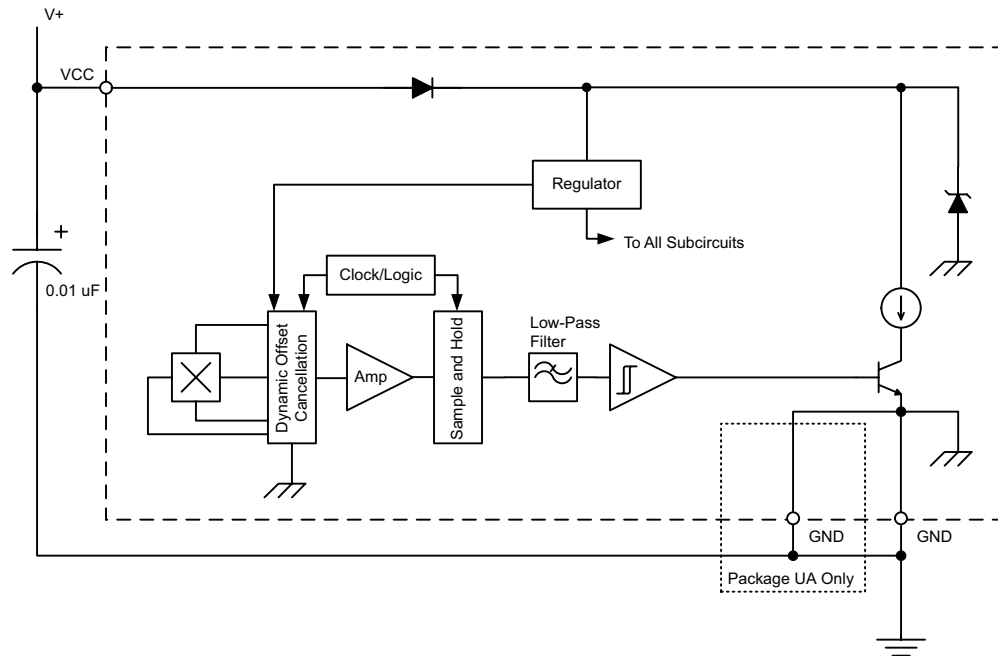 V+
VCC
Regulator
To All Subcircuits
+
0.01 uF
Clock/Logic
Low-Pass
Filter
Dynamic Offset
Cancellation
Amp
Sample and Hold
GND
GND
Package UA Only